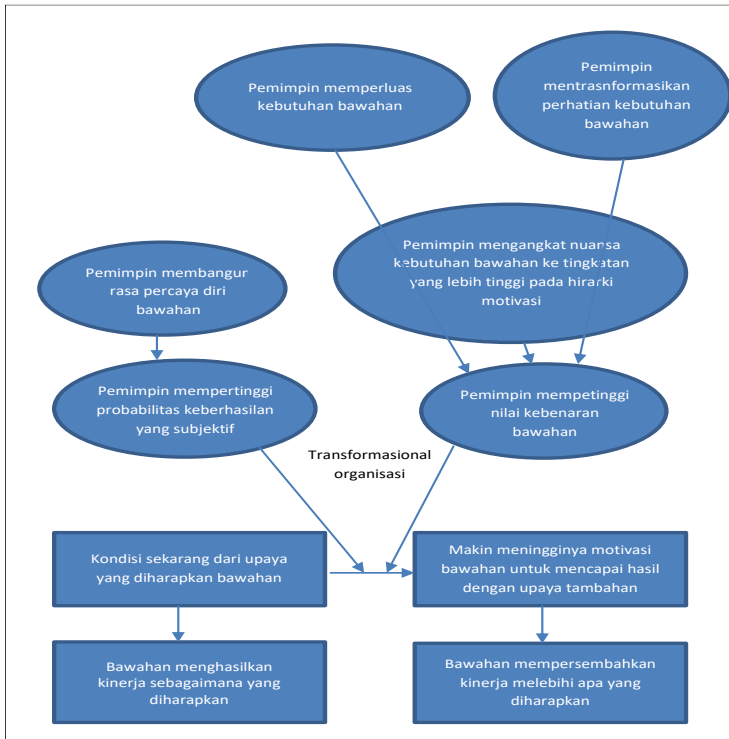 Pemimpin memperluas
kebutuhan bawahan
Pemimpin
mentrasnformasikan
perhatian kebutuhan
bawahan
Pemimpin mengangkat nuansa
kebutuhan bawahan ke tingkatan
yang lebih tinggi pada hirarki
motivasi
Pemimpin membangur
rasa percaya diri
bawahan
Pemimpin mempertinggi
probabilitas keberhasilan
yang subjektif
Pemimpin mempetinggi
nilai kebenaran
bawahan
Transformasional
organisasi
Kondisi sekarang dari upaya
yang diharapkan bawahan
Makin meningginya motivasi
bawahan untuk mencapai hasil
dengan upaya tambahan
Bawahan menghasilkan
kinerja sebagaimana yang
diharapkan
Bawahan mempersembahkan
kinerja melebihi apa yang
diharapkan